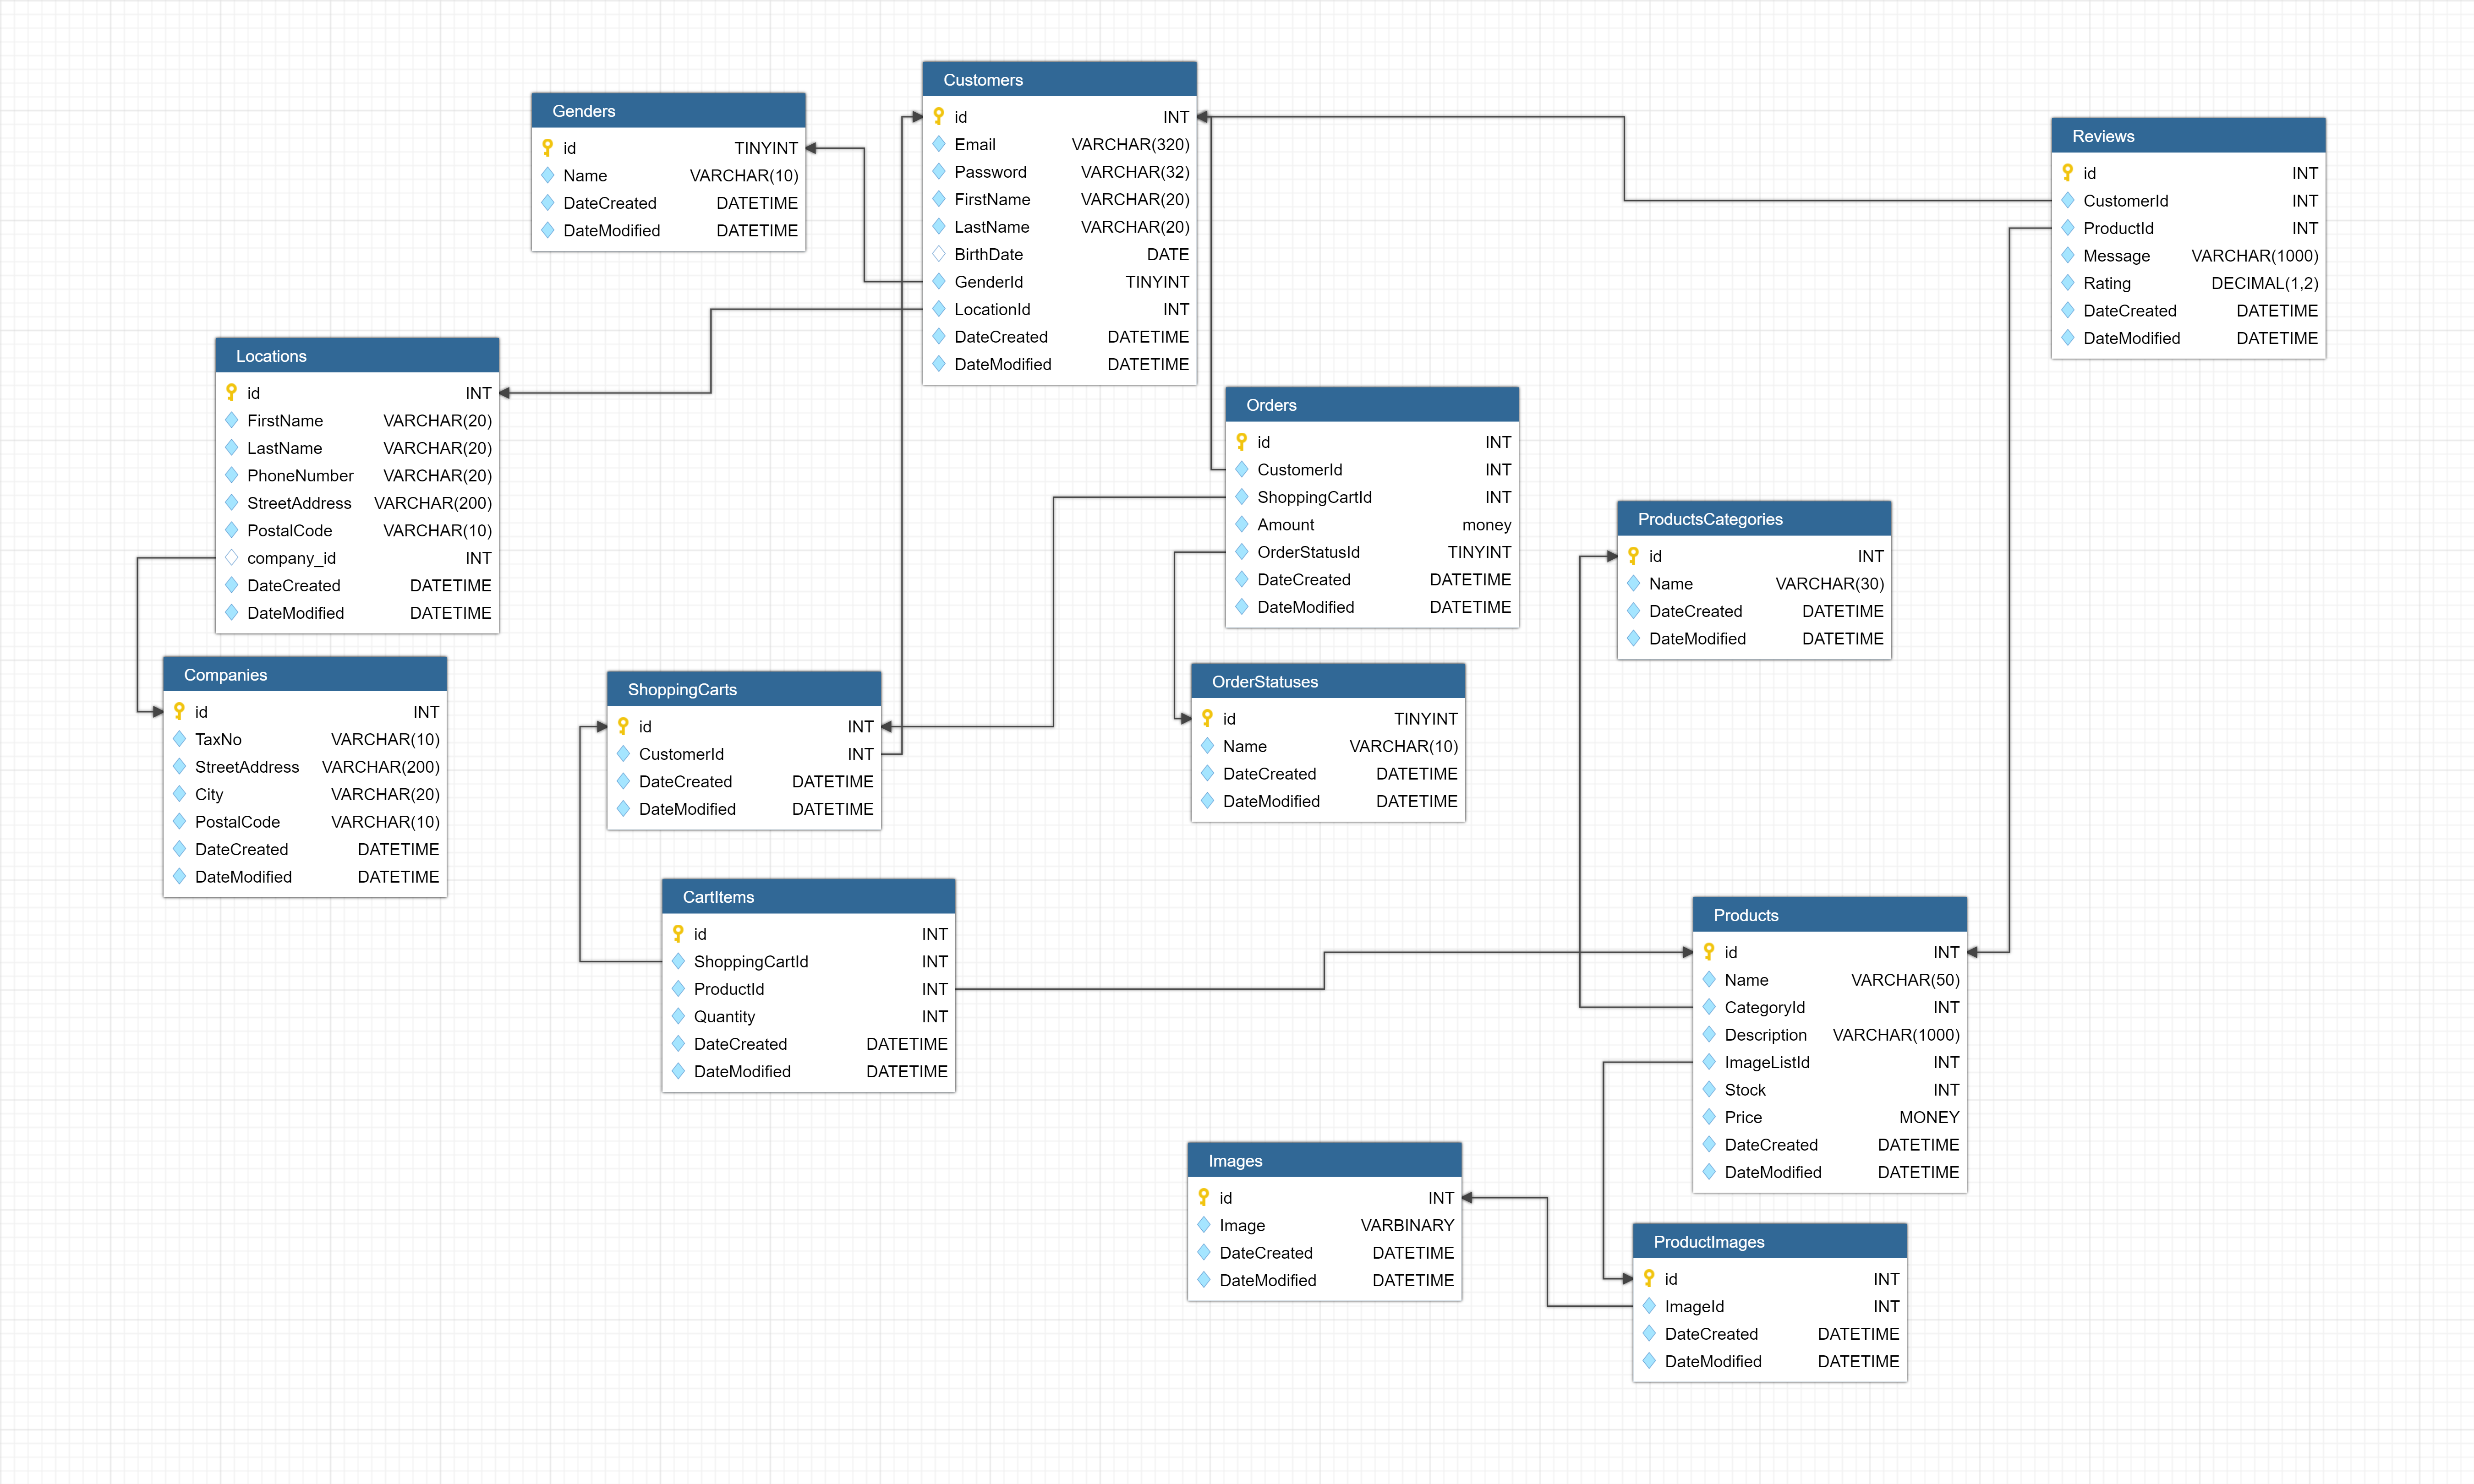 Customers
id INT
Email VARCHAR(320)
Password VARCHAR(32)
FirstName VARCHAR(20)
LastName VARCHAR(20)
BirthDate DATE
GenderId TINYINT
LocationId INT
DateCreated DATETIME
DateModified DATETIME
Genders
id TINYINT
Name VARCHAR(10)
DateCreated DATETIME
DateModified DATETIME
Reviews
id INT
CustomerId INT
ProductId INT
Message VARCHAR(1000)
Rating DECIMAL(1,2)
DateCreated DATETIME
DateModified DATETIME
Locations
id INT
FirstName VARCHAR(20)
LastName VARCHAR(20)
PhoneNumber VARCHAR(20)
StreetAddress VARCHAR(200)
PostalCode VARCHAR(10)
company_id INT
DateCreated DATETIME
DateModified DATETIME
Orders
id INT
CustomerId INT
ShoppingCartId INT
Amount money
OrderStatusId TINYINT
DateCreated DATETIME
DateModified DATETIME
ProductsCategories
id INT
Name VARCHAR(30)
DateCreated DATETIME
DateModified DATETIME
Companies
id INT
TaxNo VARCHAR(10)
StreetAddress VARCHAR(200)
City VARCHAR(20)
PostalCode VARCHAR(10)
DateCreated DATETIME
DateModified DATETIME
ShoppingCarts
id INT
CustomerId INT
DateCreated DATETIME
DateModified DATETIME
OrderStatuses
id TINYINT
Name VARCHAR(10)
DateCreated DATETIME
DateModified DATETIME
CartItems
id INT
ShoppingCartId INT
ProductId INT
Quantity INT
DateCreated DATETIME
DateModified DATETIME
Products
id INT
Name VARCHAR(50)
CategoryId INT
Description VARCHAR(1000)
ImageListId INT
Stock INT
Price MONEY
DateCreated DATETIME
DateModified DATETIME
Images
id INT
Image VARBINARY
DateCreated DATETIME
DateModified DATETIME
ProductImages
id INT
ImageId INT
DateCreated DATETIME
DateModified DATETIME